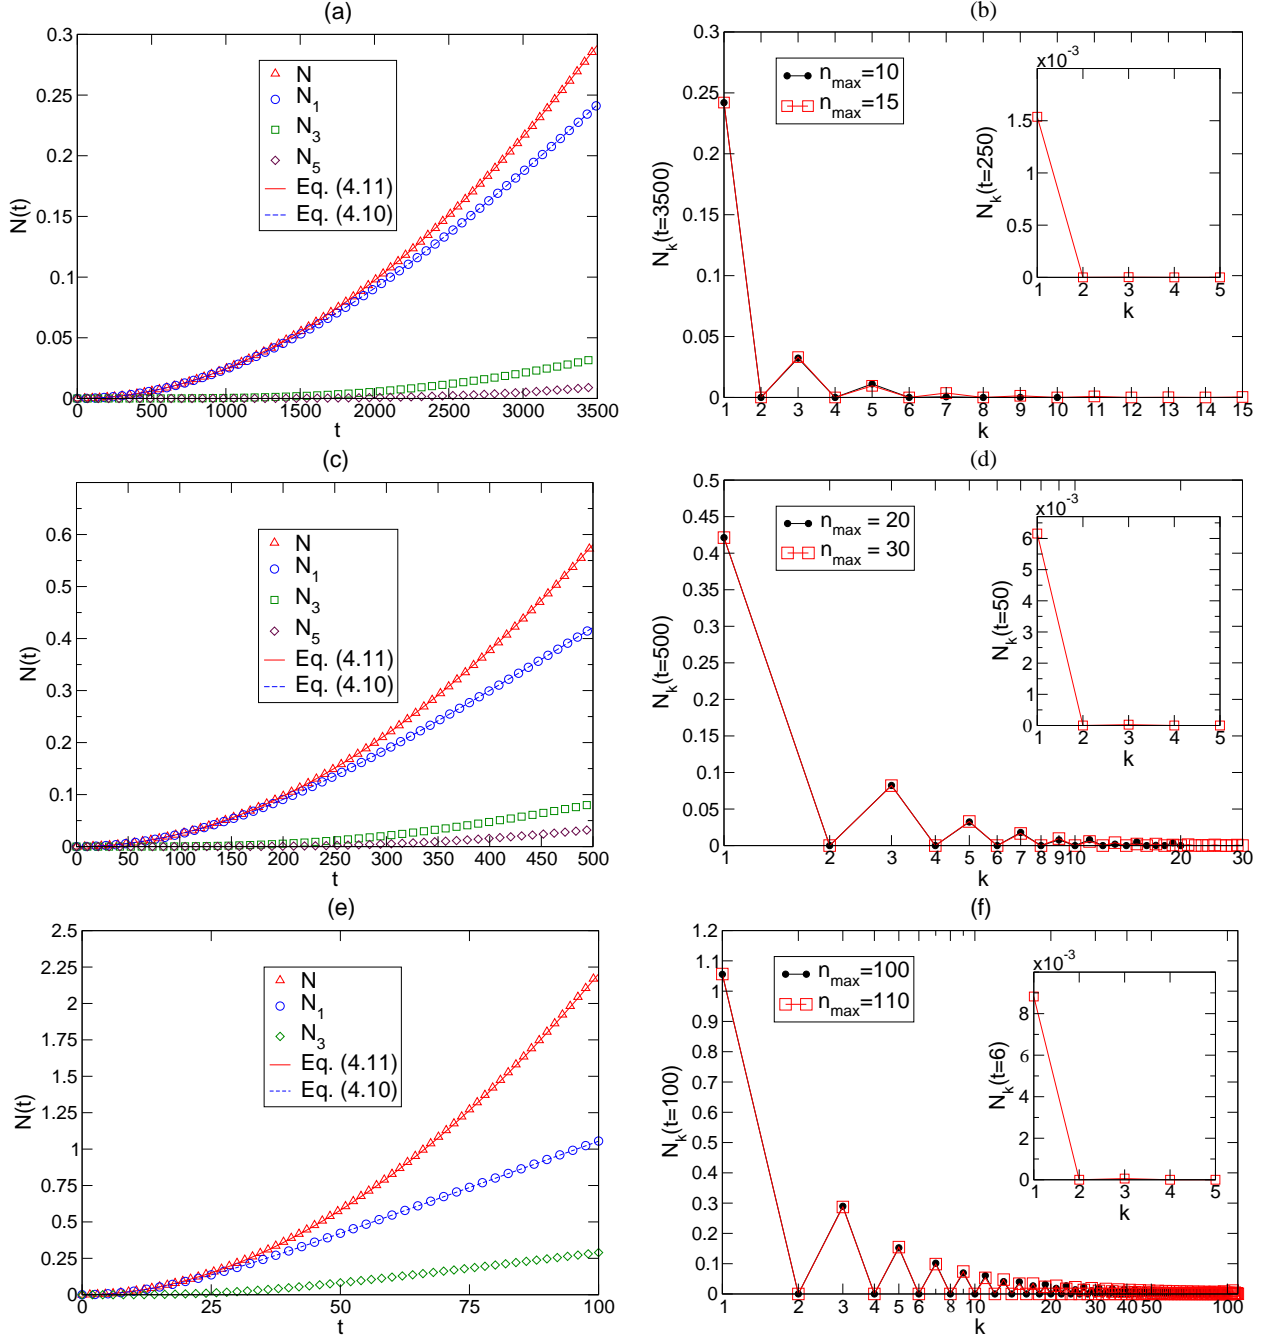 (a)
0.3
0.25
0.2
0.15
0.1
0.05
0
N(t)
N
N1
N3
N5
Eq. (4.11)
Eq. (4.10)
0 500 1000 1500 2000 2500 3000 3500
t
(b)
0.3
0.25
0.2
0.15
0.1
0.05
0
Nk(t=3500)
nmax=10
nmax=15
x10-3
1.5
1
0.5
0
Nk(t=250)
1 2 3 4 5
k
1 2 3 4 5 6 7 8 9 10 11 12 13 14 15
k
(c)
0.6
0.5
0.4
0.3
0.2
0.1
0
N(t)
N
N1
N3
N5
Eq. (4.11)
Eq. (4.10)
0 50 100 150 200 250 300 350 400 450 500
t
(d)
0.5
0.45
0.4
0.35
0.3
0.25
0.2
0.15
0.1
0.05
0
Nk(t=500)
nmax = 20
nmax = 30
x10-3
6
5
4
3
2
1
0
Nk(t=50)
1 2 3 4 5
k
1 2 3 4 5 6 7 8 9 10 20 30
k
(e)
2.5
2.25
2
1.75
1.5
1.25
1
0.75
0.5
0.25
0
N(t)
N
N1
N3
Eq. (4.11)
Eq. (4.10)
0 25 50 75 100
t
(f)
1.2
1.1
1
0.9
0.8
0.7
0.6
0.5
0.4
0.3
0.2
0.1
0
Nk(t=100)
nmax=100
nmax=110
x10-3
8
6
4
2
0
Nk(t=6)
1 2 3 4 5
k
1 2 3 4 5 6 7 8 9 10 20 30 40 50 100
k